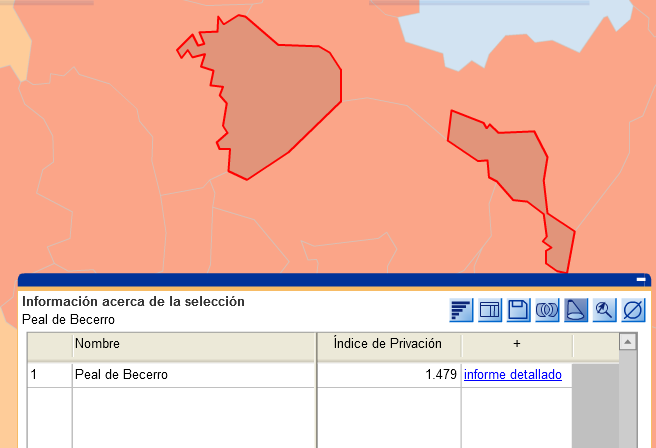 Información acerca de la selección
Peal de Becerro
Nombre Índice de Privación +
1 Peal de Becerro 1.479 informe detallado